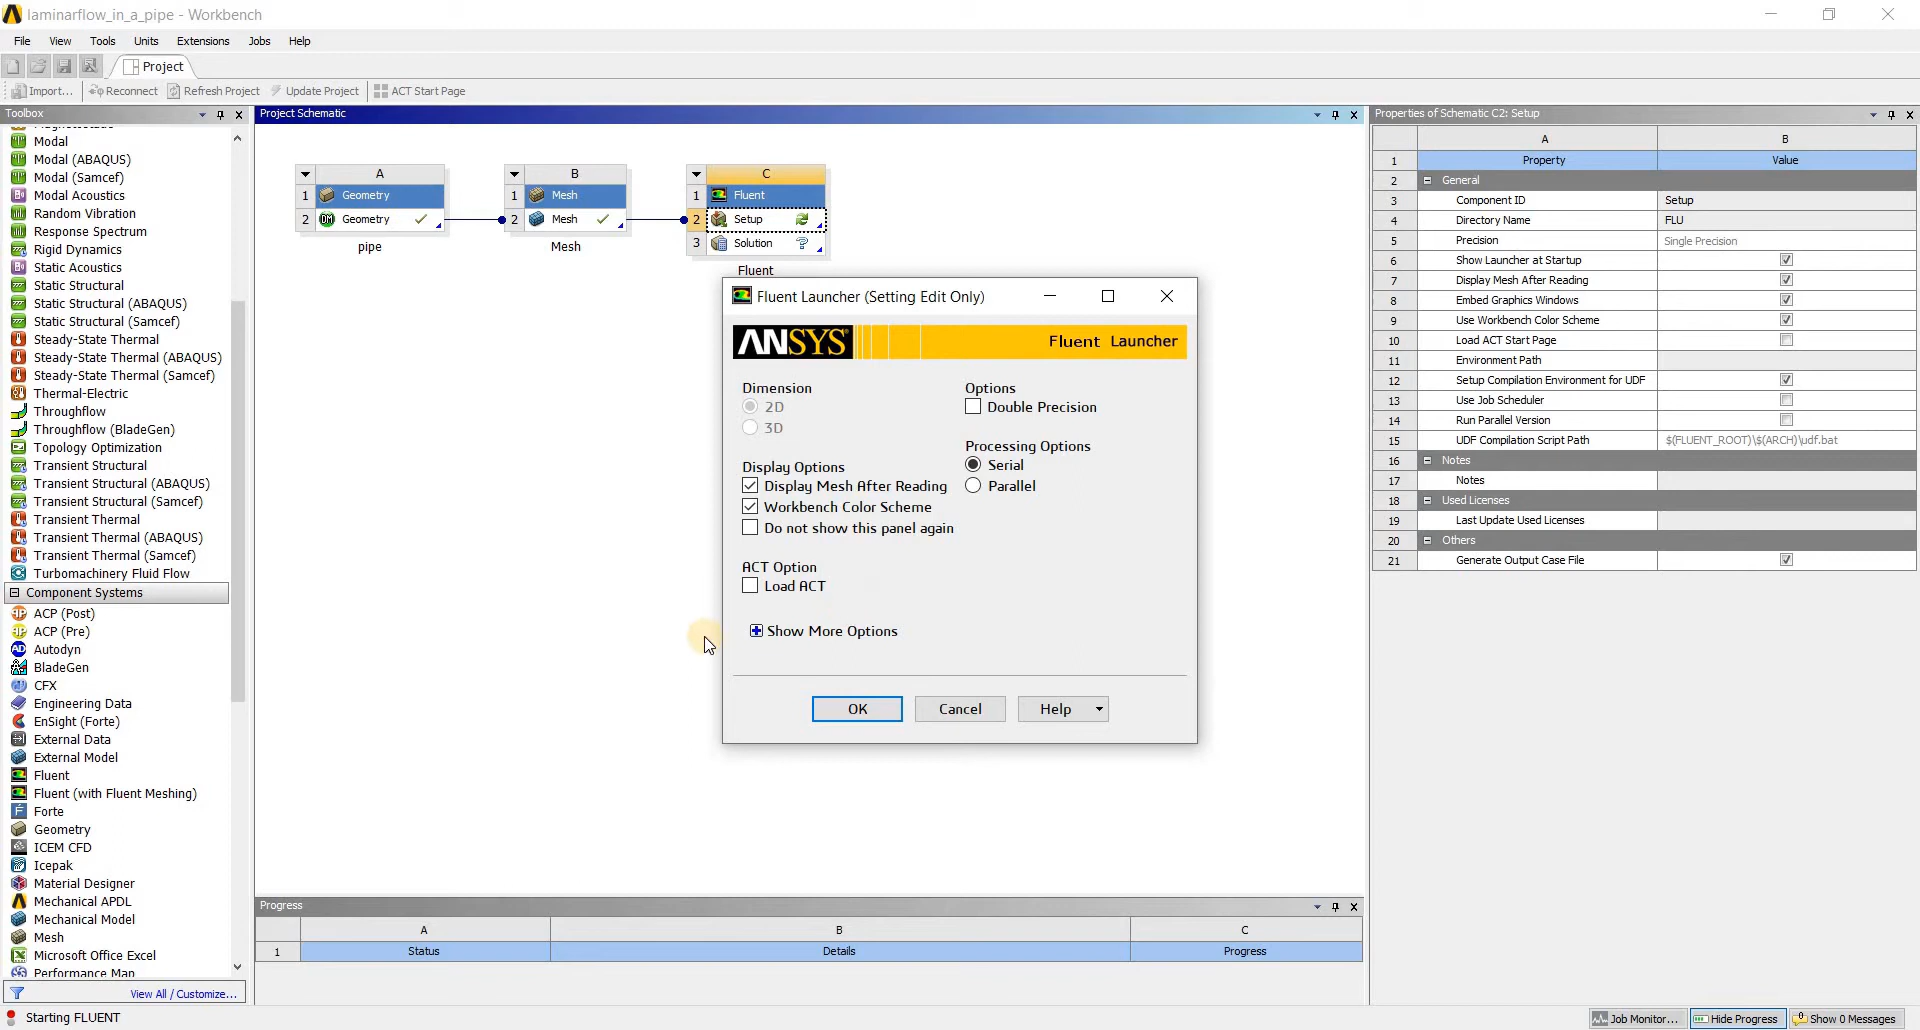 laminarflow_in_a_pipe - Workbench
File View Tools Units Extensions Jobs Help
Project
Import... Reconnect Refresh Project Update Project ACT Start Page
Toolbox
Modal
Modal (ABAQUS)
Modal (Samcef)
Modal Acoustics
Random Vibration
Response Spectrum
Rigid Dynamics
Static Acoustics
Static Structural
Static Structural (ABAQUS)
Static Structural (Samcef)
Steady-State Thermal
Steady-State Thermal (ABAQUS)
Steady-State Thermal (Samcef)
Thermal-Electric
Throughflow
Throughflow (BladeGen)
Topology Optimization
Transient Structural
Transient Structural (ABAQUS)
Transient Structural (Samcef)
Transient Thermal
Transient Thermal (ABAQUS)
Transient Thermal (Samcef)
Turbomachinery Fluid Flow
Component Systems
ACP (Post)
ACP (Pre)
Autodyn
BladeGen
CFX
Engineering Data
EnSight (Forte)
External Data
External Model
Fluent
Fluent (with Fluent Meshing)
Forte
Geometry
ICEM CFD
Icepak
Material Designer
Mechanical APDL
Mechanical Model
Mesh
Microsoft Office Excel
Performance Map
View All / Customize...
Project Schematic
A
1 Geometry
2 DM Geometry
pipe
B
1 Mesh
2 Mesh
Mesh
C
1 Fluent
2 Setup
3 Solution
Fluent
Fluent Launcher (Setting Edit Only)
ANSYS Fluent Launcher
Dimension
2D
3D
Display Options
Display Mesh After Reading
Workbench Color Scheme
Do not show this panel again
ACT Option
Load ACT
Show More Options
Options
Double Precision
Processing Options
Serial
Parallel
OK Cancel Help
Progress
A B C
1 Status Details Progress
Properties of Schematic C2: Setup
A B
1 Property Value
2 General
3 Component ID Setup
4 Directory Name FLU
5 Precision Single Precision
6 Show Launcher at Startup
7 Display Mesh After Reading
8 Embed Graphics Windows
9 Use Workbench Color Scheme
10 Load ACT Start Page
11 Environment Path
12 Setup Compilation Environment for UDF
13 Use Job Scheduler
14 Run Parallel Version
15 UDF Compilation Script Path $(FLUENT_ROOT)\$(ARCH)\udf.bat
16 Notes
17 Notes
18 Used Licenses
19 Last Update Used Licenses
20 Others
21 Generate Output Case File
Starting FLUENT
Job Monitor... Hide Progress Show 0 Messages